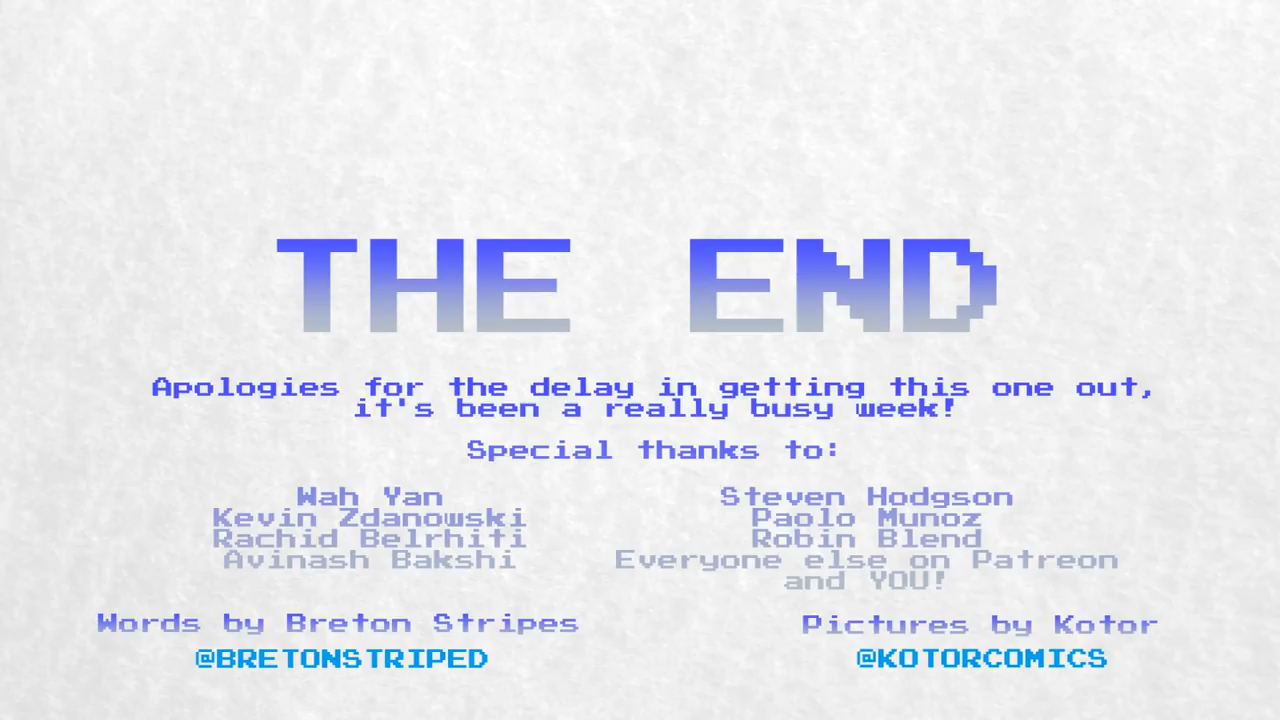 THE END
Apologies for the delay in getting this one out,
it's been a really busy week!
Special thanks to:
Wah Yan
Kevin Zdanowski
Rachid Belrhiti
Avinash Bakshi
Steven Hodgson
Paolo Munoz
Robin Blend
Everyone else on Patreon
and YOU!
Words by Breton Stripes
@BRETONSTRIPED
Pictures by Kotor
@KOTORCOMICS